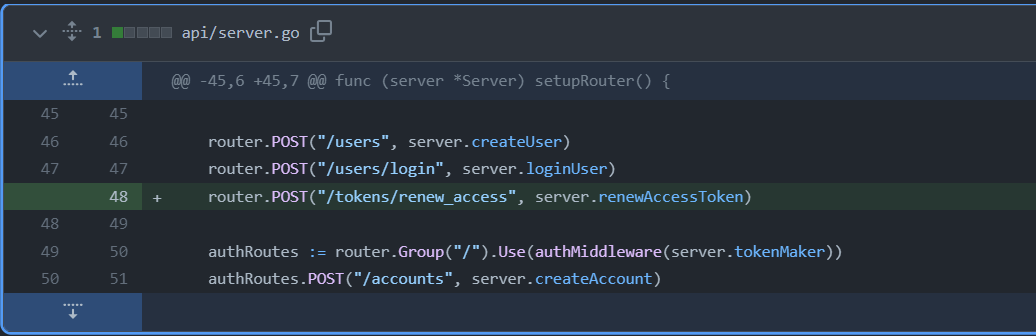 1 api/server.go
@@ -45,6 +45,7 @@ func (server *Server) setupRouter() {
45 45
46 46 router.POST("/users", server.createUser)
47 47 router.POST("/users/login", server.loginUser)
48 + router.POST("/tokens/renew_access", server.renewAccessToken)
48 49
49 50 authRoutes := router.Group("/").Use(authMiddleware(server.tokenMaker))
50 51 authRoutes.POST("/accounts", server.createAccount)